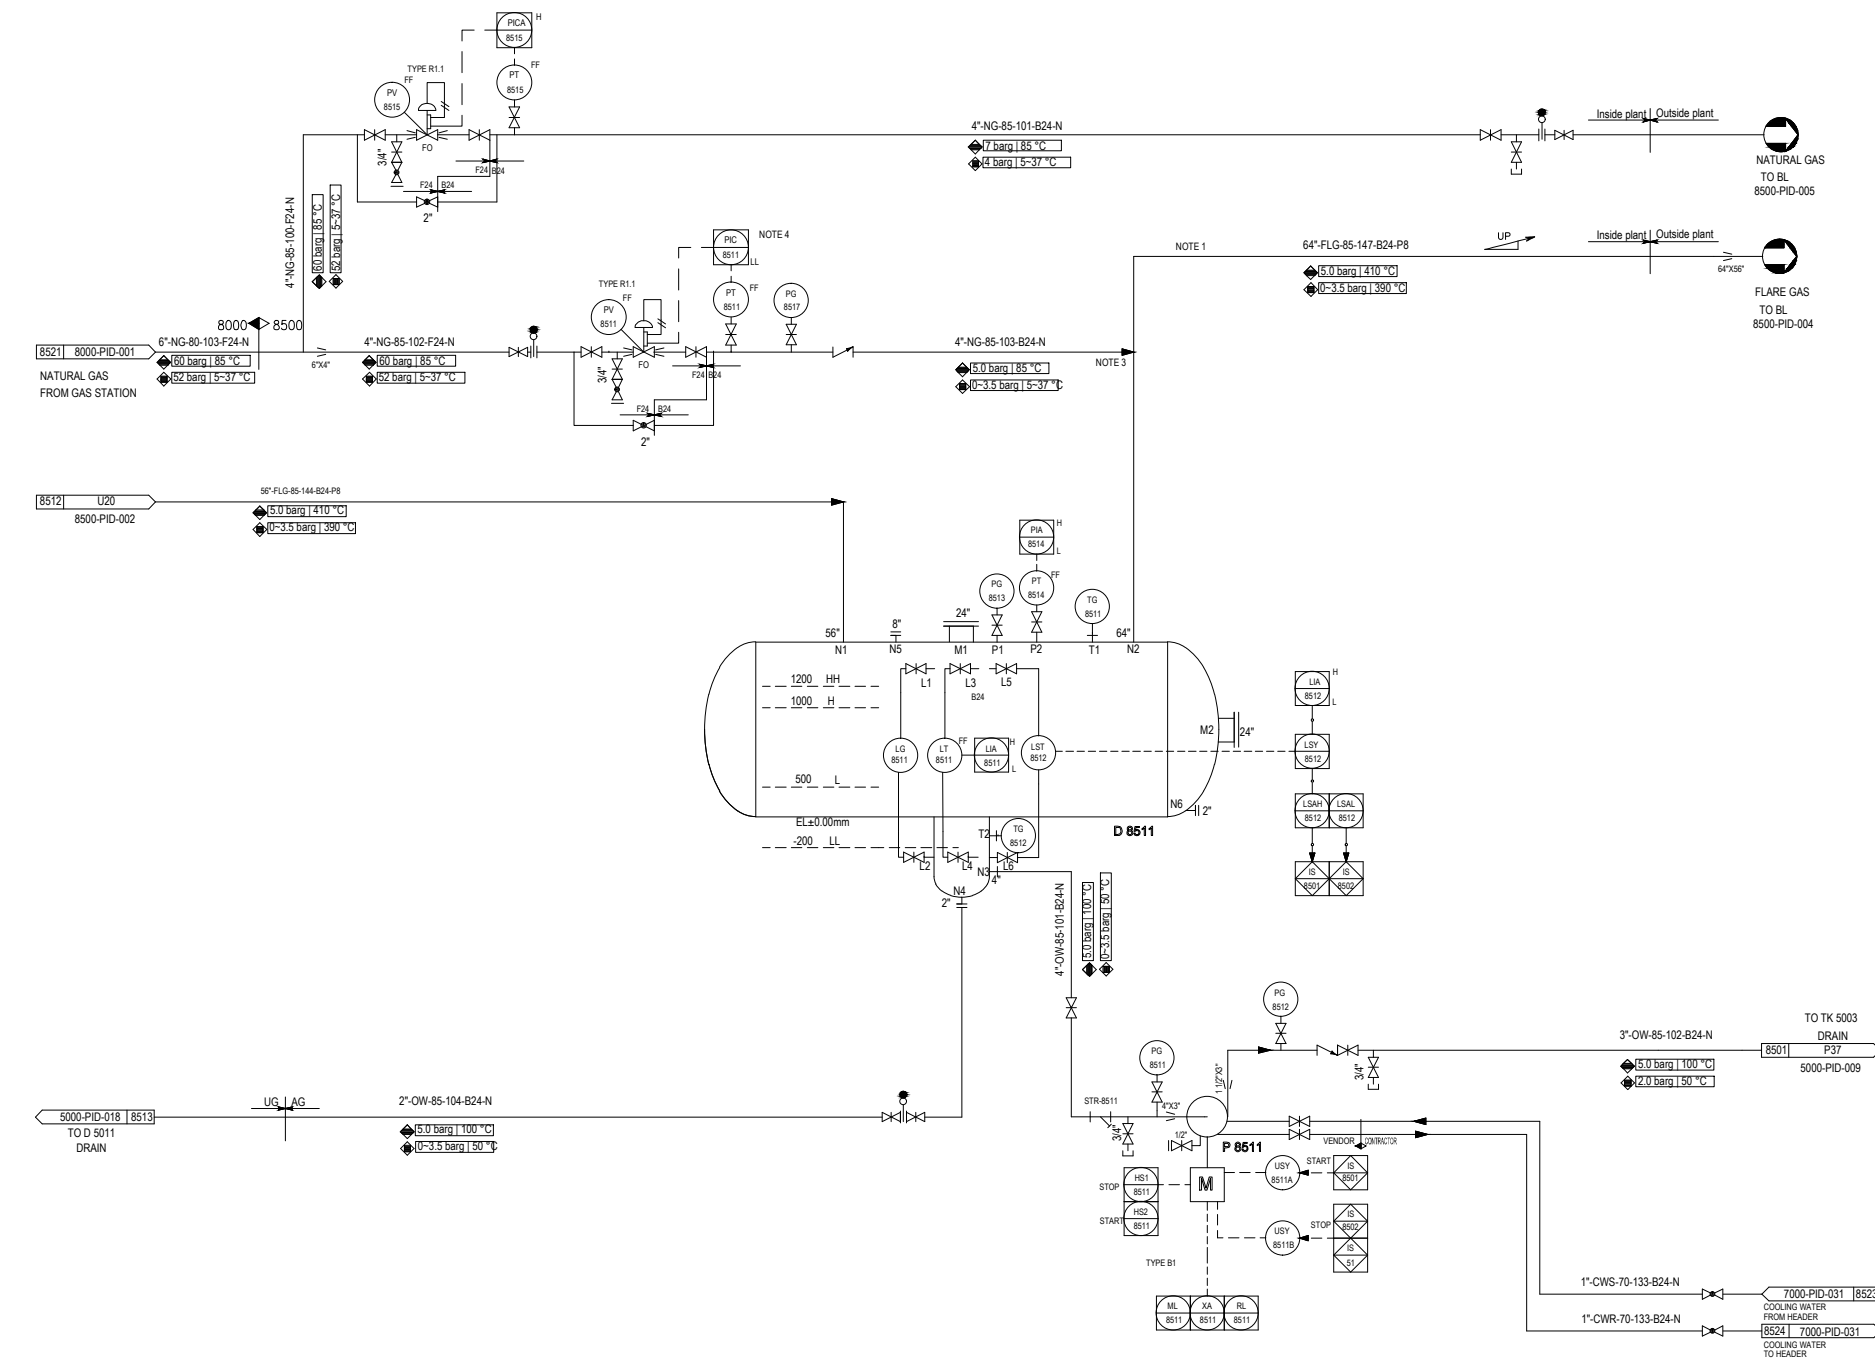 PICA
8515
H
PT
8515
FF
TYPE R1.1
FF
PV
8515
FO
3/4"
F24 B24
F24 B24
2"
4"-NG-85-101-B24-N
7 barg | 85 °C
4 barg | 5~37 °C
Inside plant
Outside plant
NATURAL GAS
TO BL
8500-PID-005
4"-NG-85-100-F24-N
60 barg | 85 °C
52 barg | 5~37 °C
PIC
8511
LL
NOTE 4
PT
8511
FF
PG
8517
TYPE R1.1
FF
PV
8511
FO
3/4"
F24 B24
F24 B24
2"
NOTE 1
64"-FLG-85-147-B24-P8
5.0 barg | 410 °C
0~3.5 barg | 390 °C
UP
Inside plant
Outside plant
64"X56"
FLARE GAS
TO BL
8500-PID-004
8000
8500
8521
8000-PID-001
NATURAL GAS
FROM GAS STATION
6"-NG-80-103-F24-N
60 barg | 85 °C
52 barg | 5~37 °C
6"X4"
4"-NG-85-102-F24-N
60 barg | 85 °C
52 barg | 5~37 °C
4"-NG-85-103-B24-N
5.0 barg | 85 °C
0~3.5 barg | 5~37 °C
NOTE 3
8512
U20
8500-PID-002
56"-FLG-85-144-B24-P8
5.0 barg | 410 °C
0~3.5 barg | 390 °C
PIA
8514
H
L
PG
8513
PT
8514
FF
TG
8511
56"
8"
24"
64"
N1
N5
M1
P1
P2
T1
N2
1200 HH
1000 H
500 L
EL±0.00mm
-200 LL
L1
L3
L5
B24
LG
8511
LT
8511
FF
LIA
8511
H
L
LST
8512
M2
24"
N6
2"
D 8511
T2
TG
8512
L2
L4
L6
N3
4"
N4
2"
LIA
8512
H
L
LSY
8512
LSAH
8512
LSAL
8512
IS
8501
IS
8502
4"-OW-85-101-B24-N
5.0 barg | 100 °C
0~3.5 barg | 50 °C
PG
8512
PG
8511
1 1/2"X3"
3/4"
3"-OW-85-102-B24-N
5.0 barg | 100 °C
2.0 barg | 50 °C
TO TK 5003
DRAIN
8501
P37
5000-PID-009
STR-8511
4"X3"
3/4"
1/2"
P 8511
VENDOR
CONTRACTOR
5000-PID-018
8513
TO D 5011
DRAIN
UG
AG
2"-OW-85-104-B24-N
5.0 barg | 100 °C
0~3.5 barg | 50 °C
STOP
HS1
8511
START
HS2
8511
M
USY
8511A
START
IS
8501
USY
8511B
STOP
IS
8502
IS
51
TYPE B1
ML
8511
XA
8511
RL
8511
1"-CWS-70-133-B24-N
7000-PID-031
8523
COOLING WATER
FROM HEADER
1"-CWR-70-133-B24-N
8524
7000-PID-031
COOLING WATER
TO HEADER